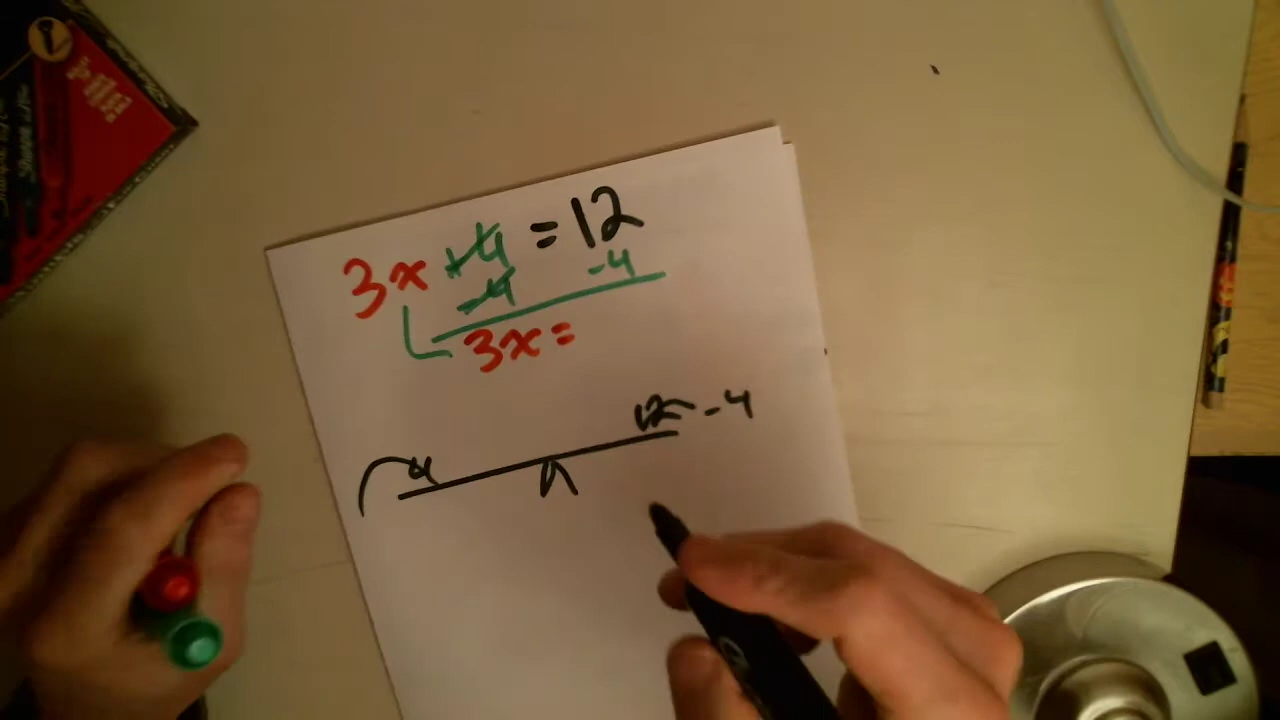 3x +4 = 12
-4 -4
3x =
12 - 4
4